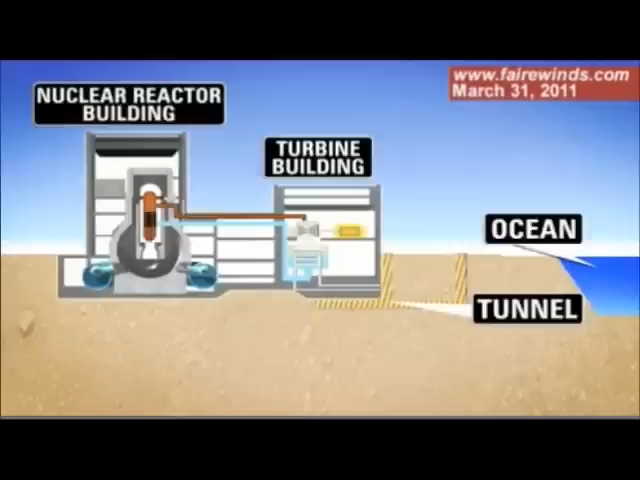 www.fairewinds.com
March 31, 2011
NUCLEAR REACTOR
BUILDING
TURBINE
BUILDING
OCEAN
TUNNEL